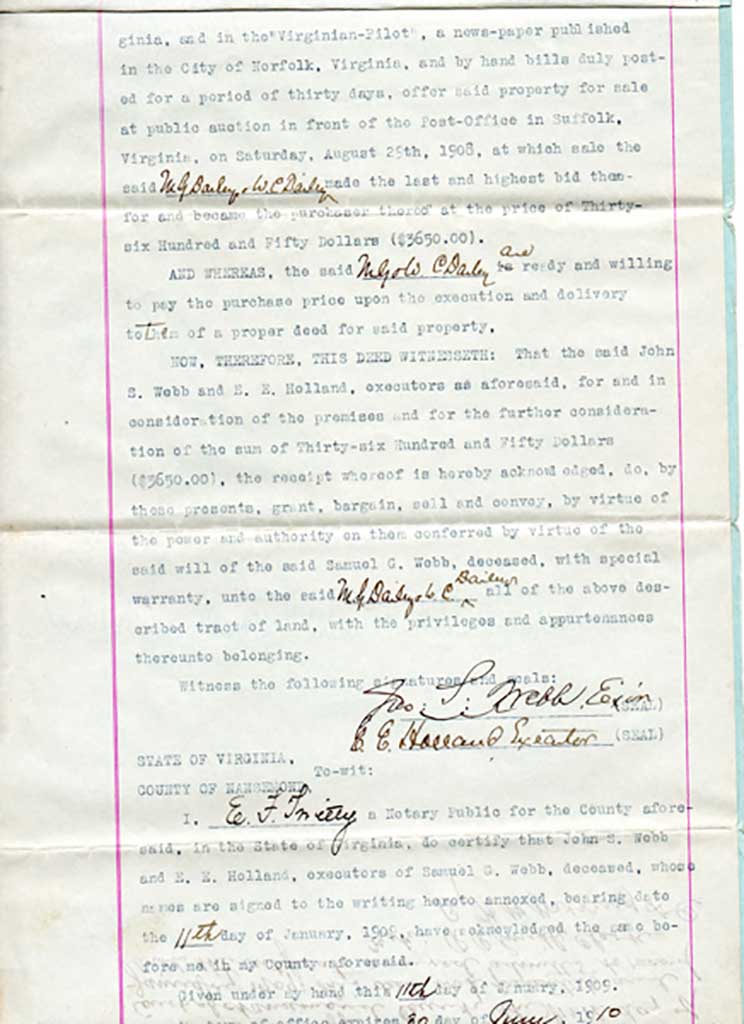 ginia, and in the "Virginian-Pilot", a news-paper published
in the City of Norfolk, Virginia, and by hand bills duly post-
ed for a period of thirty days, offer said property for sale
at public auction in front of the Post-Office in Suffolk,
Virginia, on Saturday, August 29th, 1908, at which sale the
said M G Dailey & W. C Dailey made the last and highest bid there-
for and became the purchaser thereof at the price of Thirty-
six Hundred and Fifty Dollars ($3650.00).
AND WHEREAS, the said M G & W C Dailey are ready and willing
to pay the purchase price upon the execution and delivery
to them of a proper deed for said property.
NOW, THEREFORE, THIS DEED WITNESSETH: That the said John
S. Webb and E. E. Holland, executors as aforesaid, for and in
consideration of the premises and for the further considera-
tion of the sum of Thirty-six Hundred and Fifty Dollars
($3650.00), the receipt whereof is hereby acknowledged, do, by
these presents, grant, bargain, sell and convey, by virtue of
the power and authority on them conferred by virtue of the
said will of the said Samuel G. Webb, deceased, with special
warranty, unto the said M. G. Dailey & W. C. Dailey all of the above des-
cribed tract of land, with the privileges and appurtenances
thereunto belonging.
Witness the following signatures and seals:
Jno. S. Webb, Exor (SEAL)
E. E. Holland Executor (SEAL)
STATE OF VIRGINIA,
To-wit:
COUNTY OF NANSEMOND,
I, E. F. a Notary Public for the County afore-
said, in the State of Virginia, do certify that John S. Webb
and E. E. Holland, executors of Samuel G. Webb, deceased, whose
names are signed to the writing hereto annexed, bearing date
the 11th day of January, 1909, have acknowledged the same be-
fore me in my County aforesaid.
Given under my hand this 11th day of January, 1909.
of office expires 30 day of June, 1910